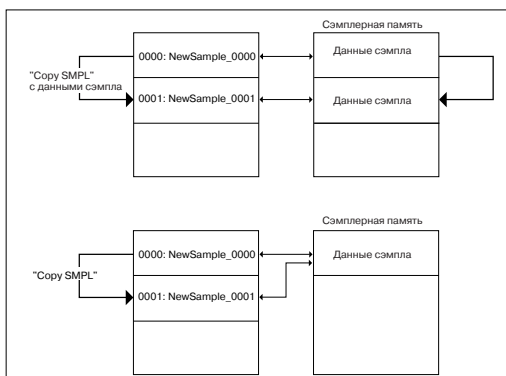 Сэмплерная память
0000: NewSample_0000
Данные сэмпла
"Copy SMPL"
с данными сэмпла
0001: NewSample_0001
Данные сэмпла
Сэмплерная память
0000: NewSample_0000
Данные сэмпла
"Copy SMPL"
0001: NewSample_0001